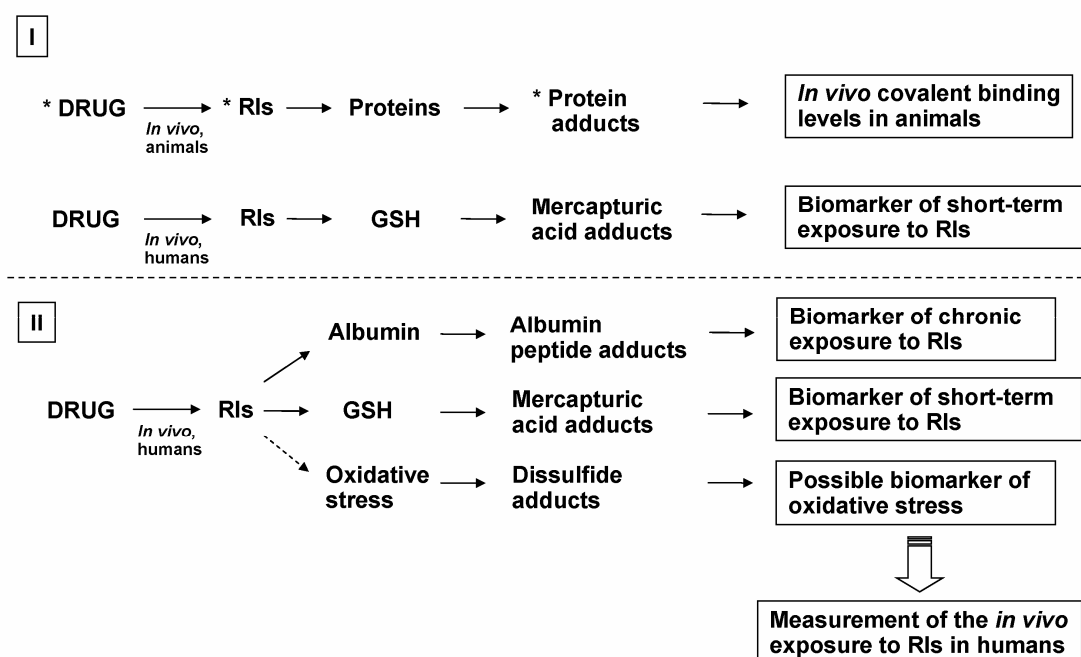 I
* DRUG
In vivo,
animals
* RIs
Proteins
* Protein
adducts
In vivo covalent binding
levels in animals
DRUG
In vivo,
humans
RIs
GSH
Mercapturic
acid adducts
Biomarker of short-term
exposure to RIs
II
DRUG
In vivo,
humans
RIs
Albumin
Albumin
peptide adducts
Biomarker of chronic
exposure to RIs
GSH
Mercapturic
acid adducts
Biomarker of short-term
exposure to RIs
Oxidative
stress
Dissulfide
adducts
Possible biomarker of
oxidative stress
Measurement of the in vivo
exposure to RIs in humans